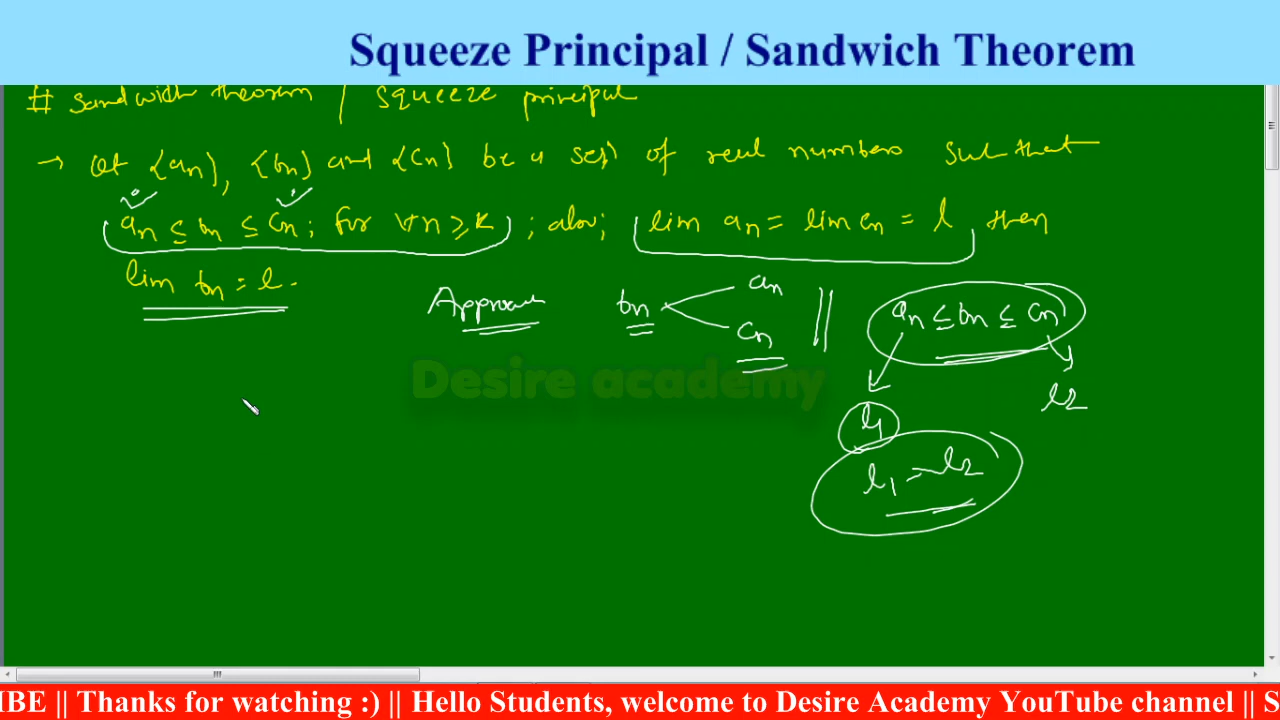 Squeeze Principal / Sandwich Theorem
# Sandwich theorem / squeeze principal
→ let {an}, {bn} and {cn} be a seqn of real numbers such that
an ≤ bn ≤ cn; for ∀n ≥ k; also; lim an = lim cn = l then
lim bn = l.
Approach bn an cn || an ≤ bn ≤ cn
l1 l2
l1 = l2
Desire academy
IBE || Thanks for watching :) || Hello Students, welcome to Desire Academy YouTube channel || S